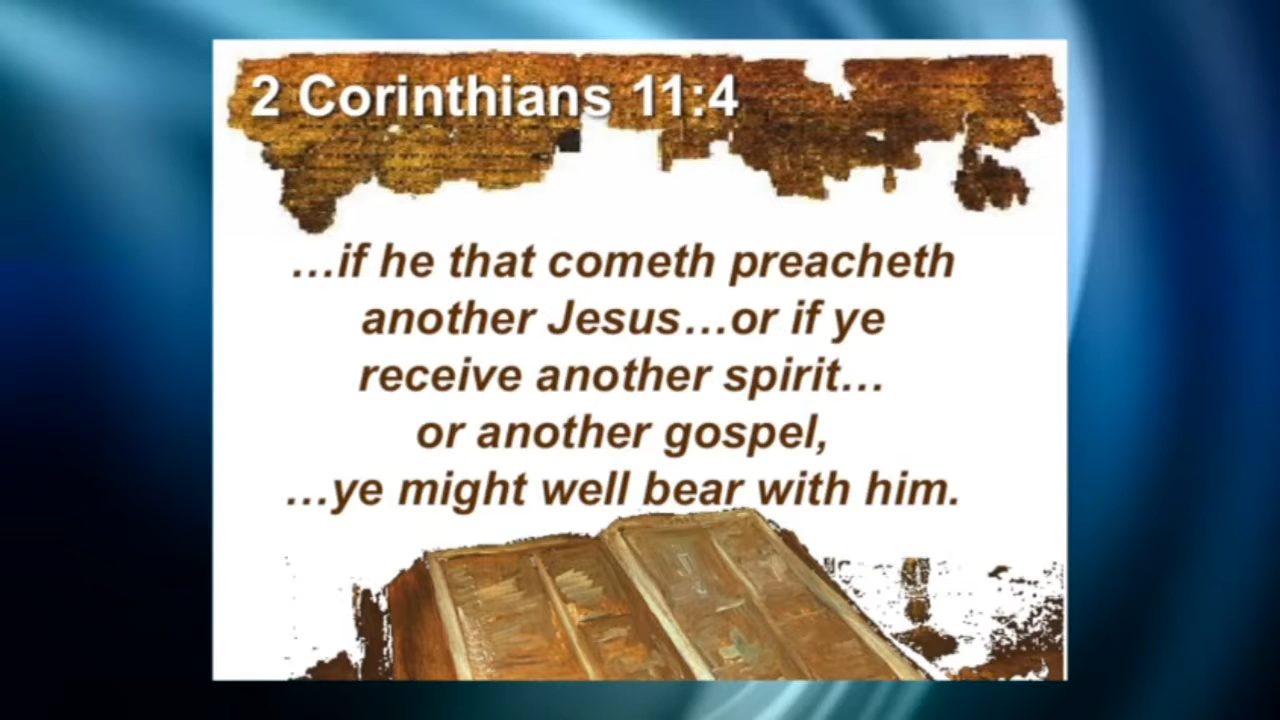 2 Corinthians 11:4
…if he that cometh preacheth
another Jesus…or if ye
receive another spirit…
or another gospel,
…ye might well bear with him.